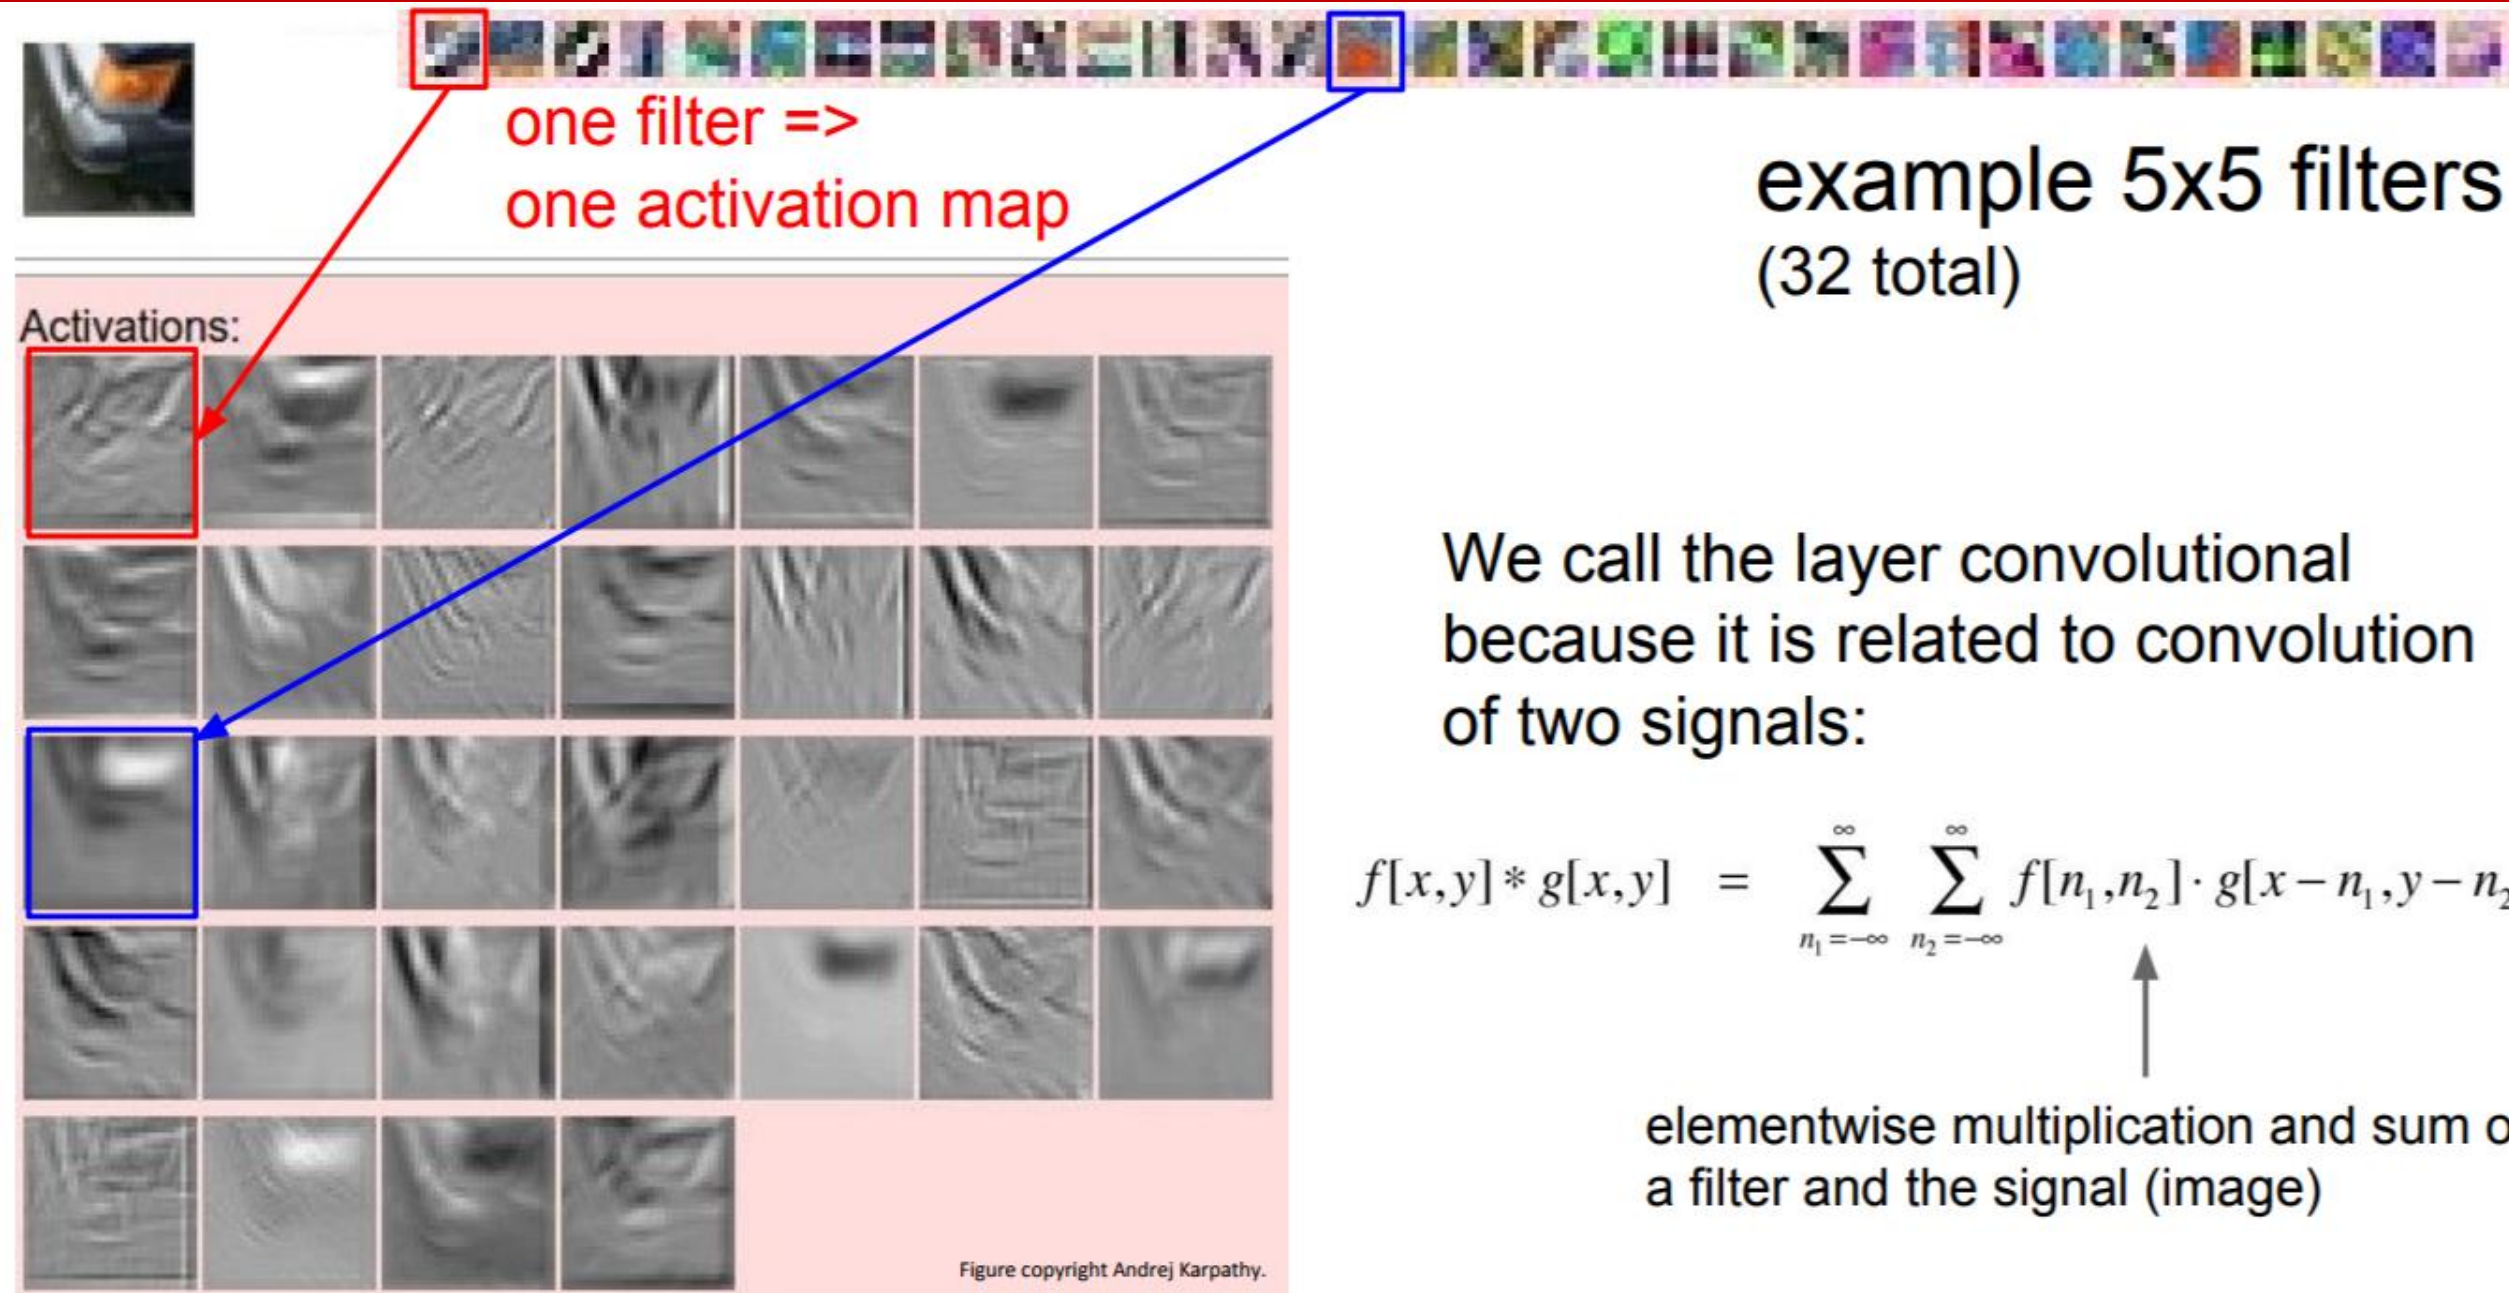 one filter =>
one activation map
example 5x5 filters
(32 total)
Activations:
We call the layer convolutional
because it is related to convolution
of two signals:
f[x,y] * g[x,y] = ∑_{n₁=-∞}^{∞} ∑_{n₂=-∞}^{∞} f[n₁,n₂] · g[x − n₁, y − n₂
elementwise multiplication and sum
a filter and the signal (image)
Figure copyright Andrej Karpathy.